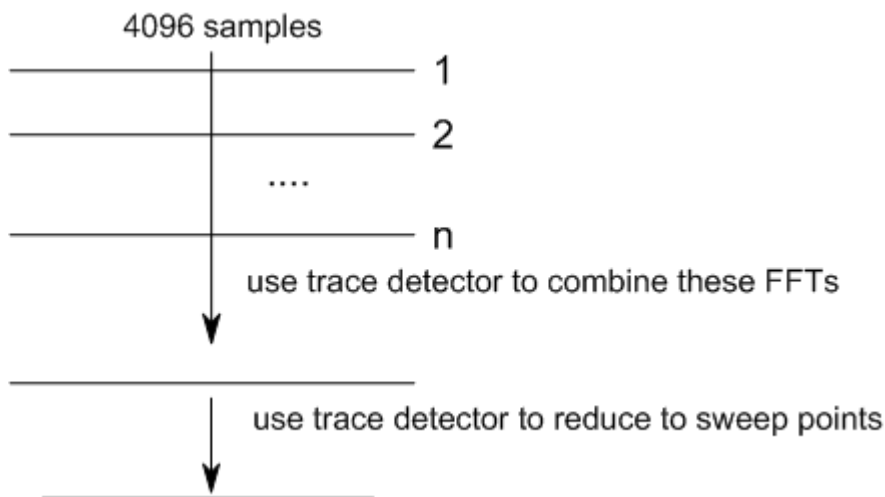 4096 samples
1
2
....
n
use trace detector to combine these FFTs
use trace detector to reduce to sweep points